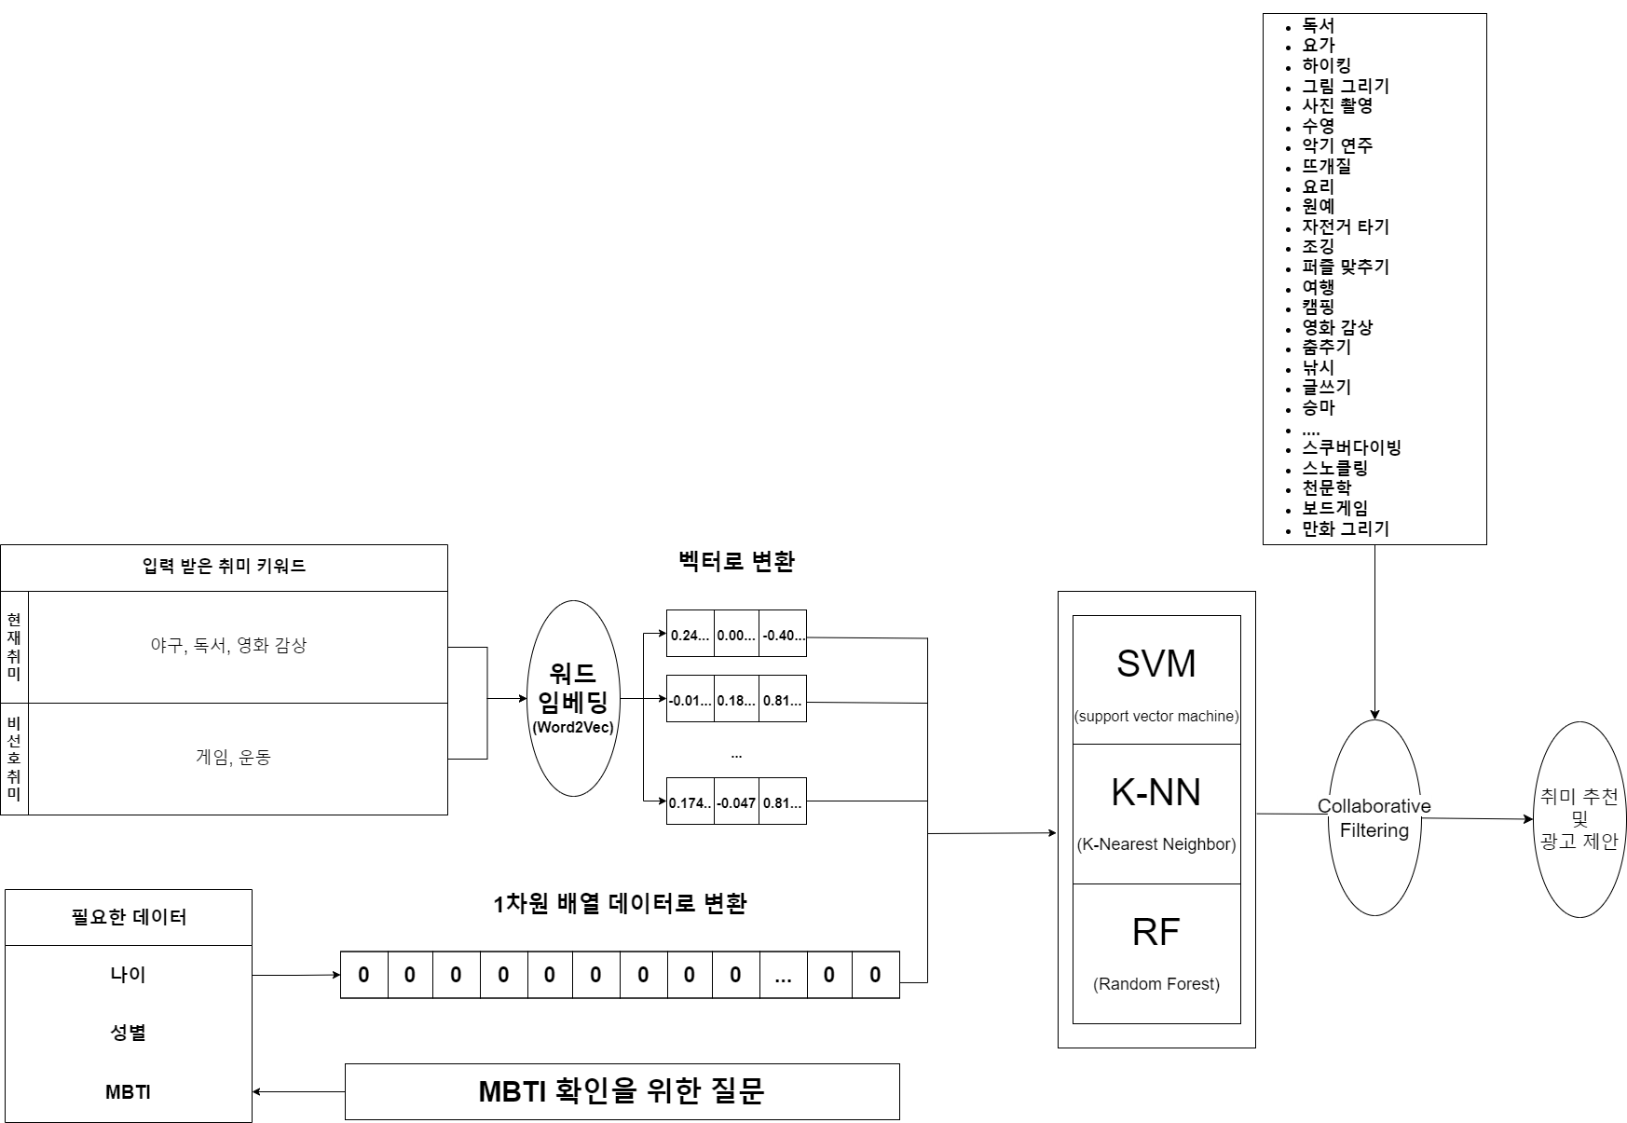 독서
요가
하이킹
그림 그리기
사진 촬영
수영
악기 연주
뜨개질
요리
원예
자전거 타기
조깅
퍼즐 맞추기
여행
캠핑
영화 감상
춤추기
낚시
글쓰기
승마
....
스쿠버다이빙
스노클링
천문학
보드게임
만화 그리기
입력 받은 취미 키워드
현재취미
야구, 독서, 영화 감상
비선호취미
게임, 운동
워드
임베딩
(Word2Vec)
벡터로 변환
0.24... 0.00... -0.40...
-0.01... 0.18... 0.81...
...
0.174.. -0.047 0.81...
필요한 데이터
나이
성별
MBTI
1차원 배열 데이터로 변환
0 0 0 0 0 0 0 0 0 ... 0 0
MBTI 확인을 위한 질문
SVM
(support vector machine)
K-NN
(K-Nearest Neighbor)
RF
(Random Forest)
Collaborative
Filtering
취미 추천
및
광고 제안